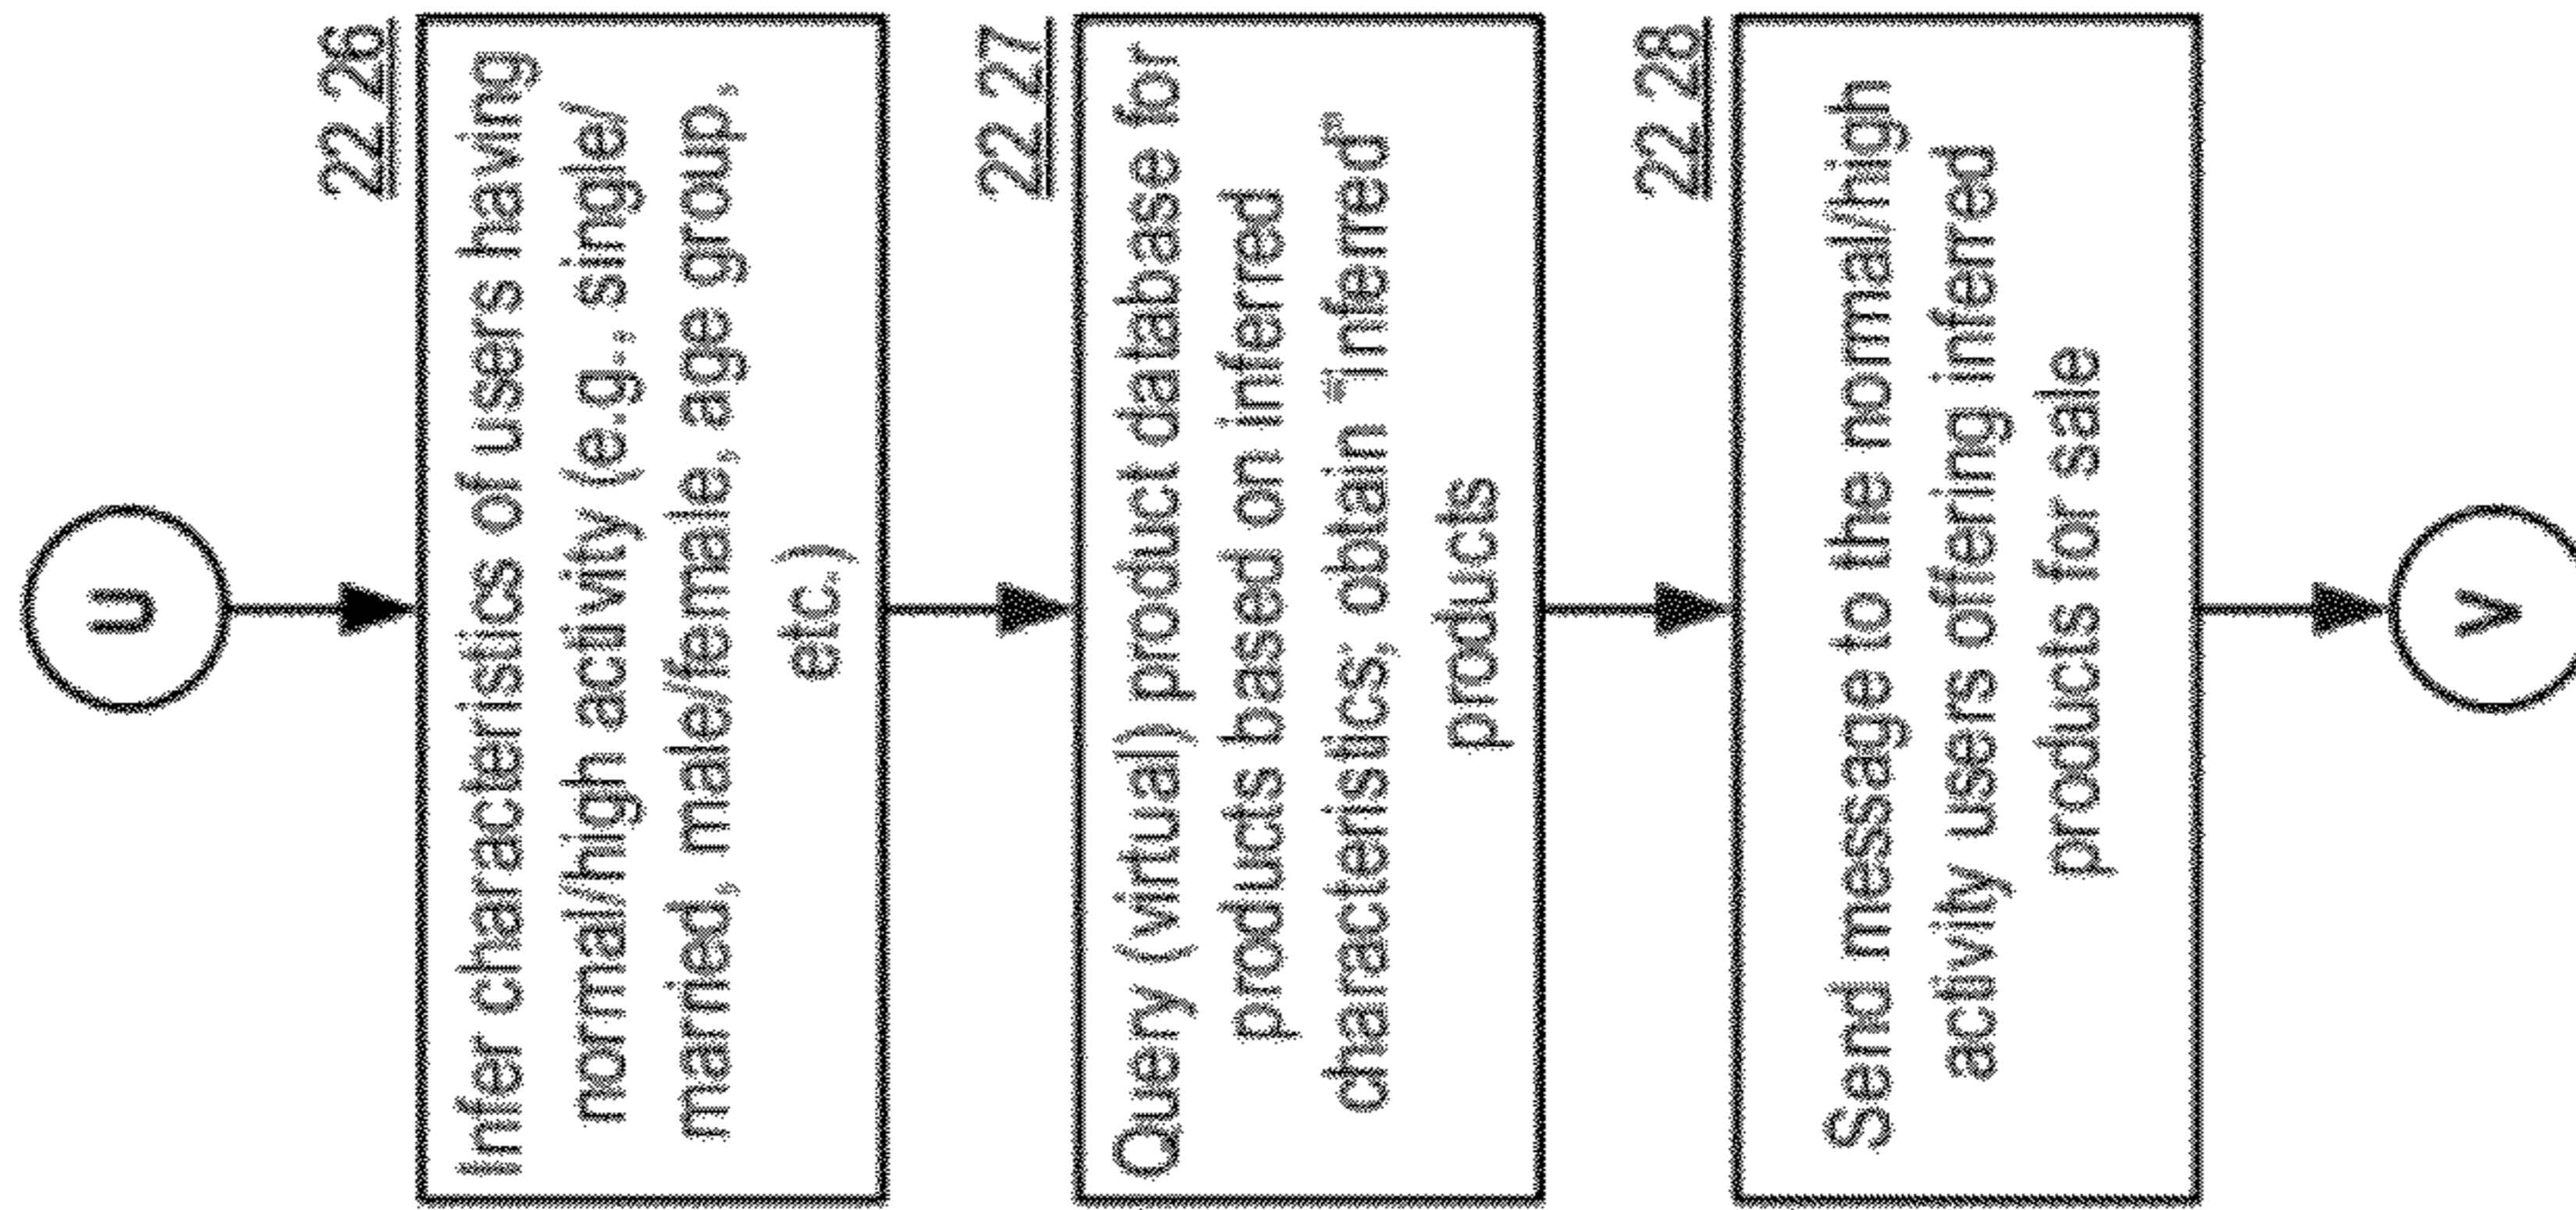 u
22 26
Infer characteristics of users having
normal/high activity (e.g., single/
married, male/female, age group,
etc.)
22 27
Query (virtual) product database for
products based on inferred
characteristics; obtain "inferred"
products
22 28
Send message to the normal/high
activity users offering inferred
products for sale
v